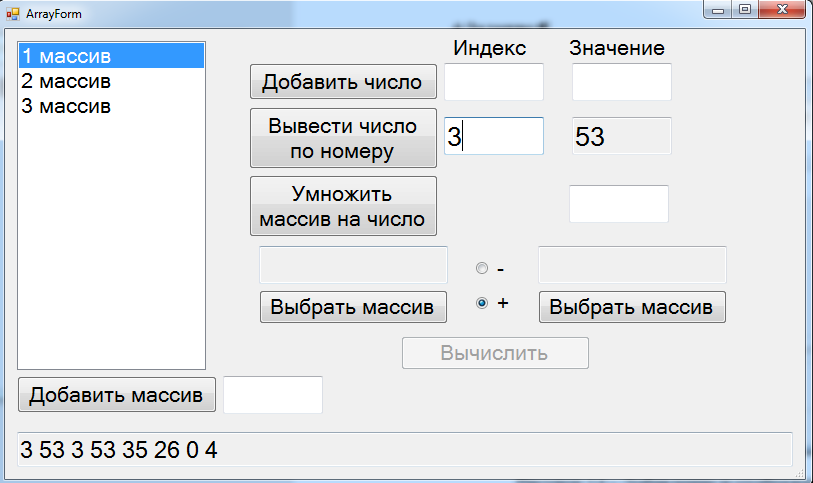 ArrayForm
1 массив
2 массив
3 массив
Индекс
Значение
Добавить число
Вывести число
по номеру
3
53
Умножить
массив на число
-
Выбрать массив
+
Выбрать массив
Вычислить
Добавить массив
3 53 3 53 35 26 0 4